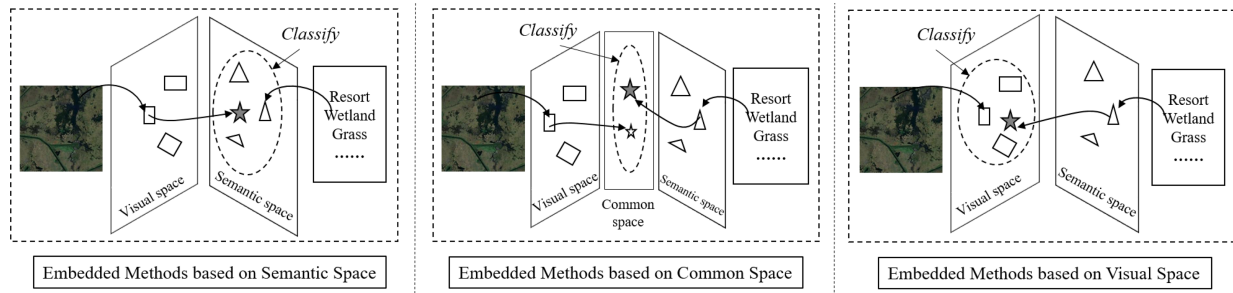 Classify
Resort
Wetland
Grass
......
Visual space
Semantic space
Embedded Methods based on Semantic Space
Classify
Resort
Wetland
Grass
......
Visual space
Common
space
Semantic space
Embedded Methods based on Common Space
Classify
Resort
Wetland
Grass
......
Visual space
Semantic space
Embedded Methods based on Visual Space